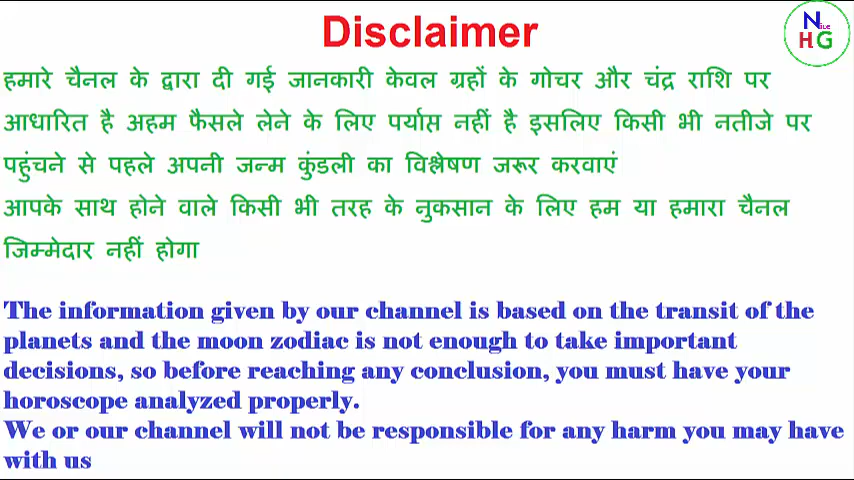 Disclaimer
Nile
HG
हमारे चैनल के द्वारा दी गई जानकारी केवल ग्रहों के गोचर और चंद्र राशि पर
आधारित है अहम फैसले लेने के लिए पर्याप्त नहीं है इसलिए किसी भी नतीजे पर
पहुंचने से पहले अपनी जन्म कुंडली का विश्लेषण जरूर करवाएं
आपके साथ होने वाले किसी भी तरह के नुकसान के लिए हम या हमारा चैनल
जिम्मेदार नहीं होगा
The information given by our channel is based on the transit of the
planets and the moon zodiac is not enough to take important
decisions, so before reaching any conclusion, you must have your
horoscope analyzed properly.
We or our channel will not be responsible for any harm you may have
with us